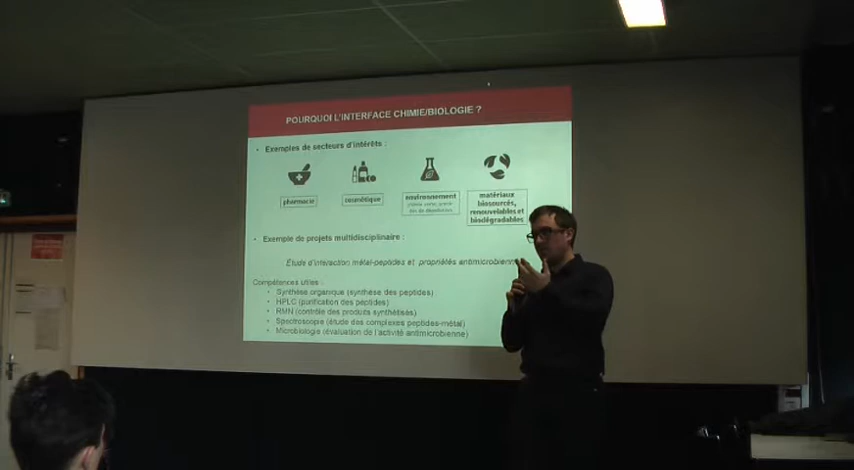 POURQUOI L'INTERFACE CHIMIE/BIOLOGIE ?
• Exemples de secteurs d'intérêts :
pharmacie
cosmétique
environnement
matériaux
biosourcés,
renouvelables et
biodégradables
• Exemple de projets multidisciplinaire :
Etude d'interaction métal-peptides et propriétés antimicrobienn
Compétences utiles :
• Synthèse organique (synthèse des peptides)
• HPLC (purification des peptides)
• RMN (contrôle des produits synthétisés)
• Spectroscopie (étude des complexes peptides-métal)
• Microbiologie (évaluation de l'activité antimicrobienne)